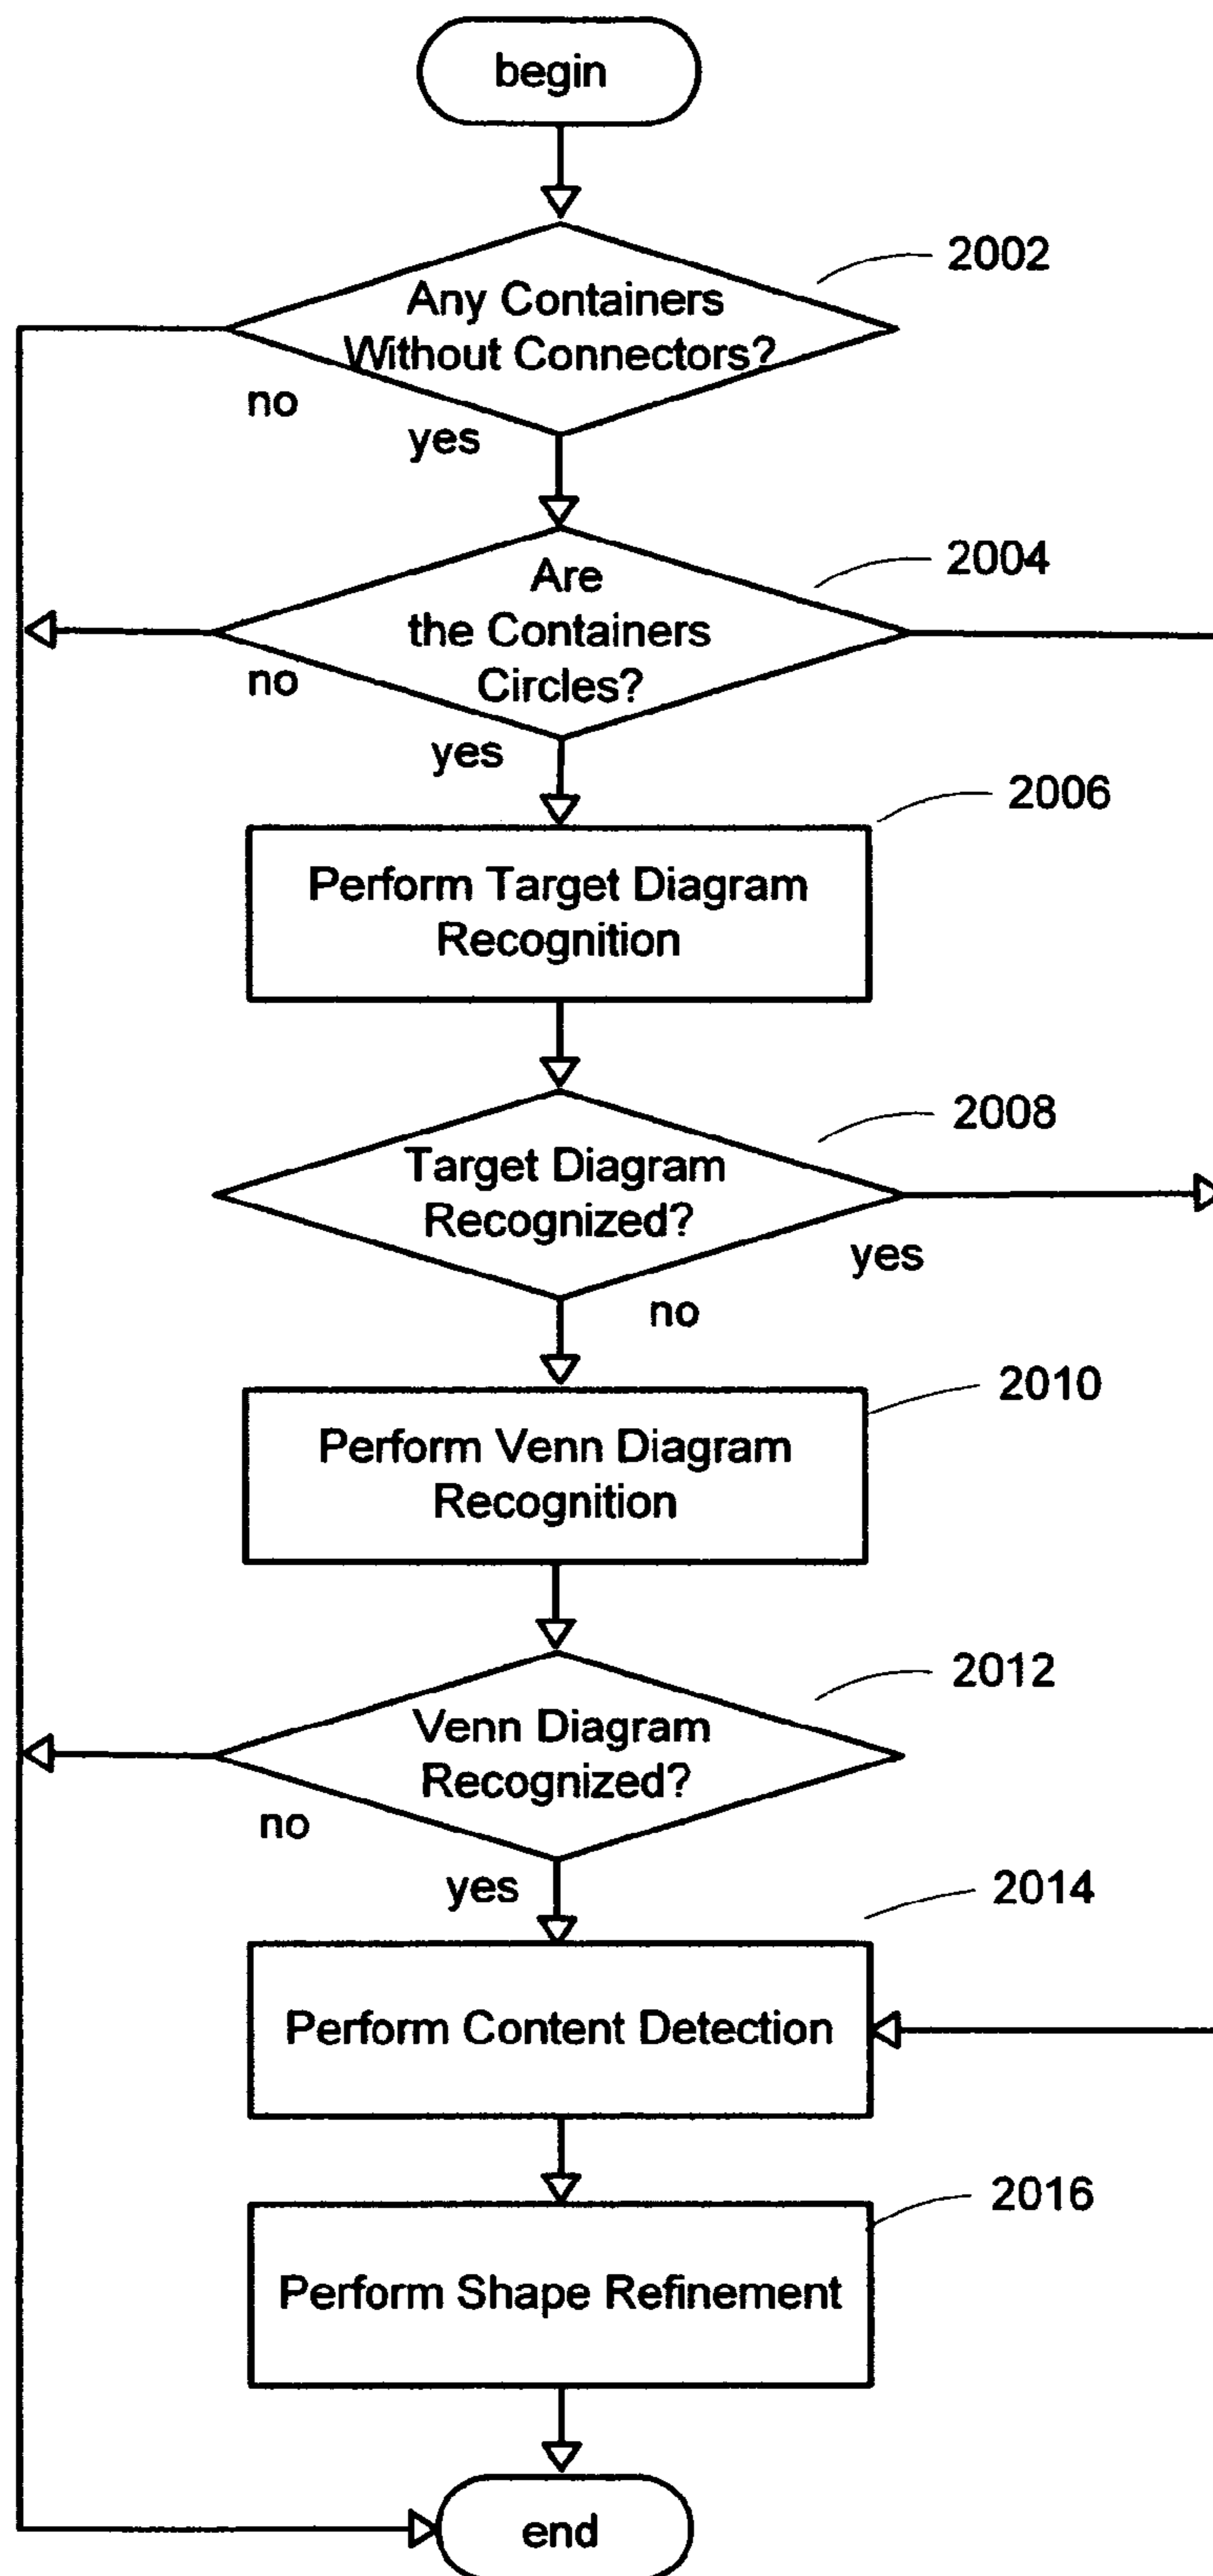 begin
2002
Any Containers
Without Connectors?
no
yes
2004
Are
the Containers
Circles?
no
yes
2006
Perform Target Diagram
Recognition
2008
Target Diagram
Recognized?
yes
no
2010
Perform Venn Diagram
Recognition
2012
Venn Diagram
Recognized?
no
yes
2014
Perform Content Detection
2016
Perform Shape Refinement
end